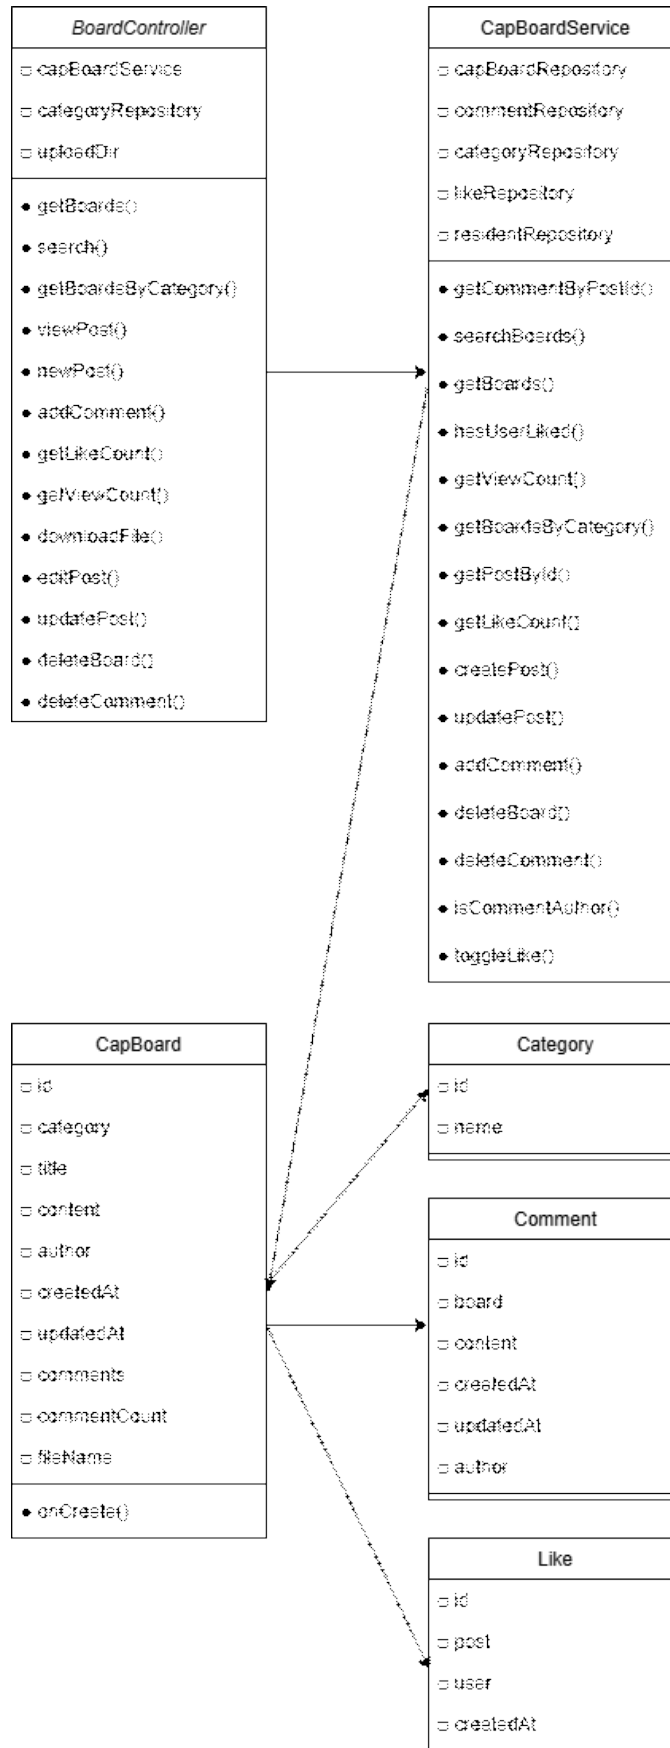 BoardController
capBoardService
categoryRepository
uploadDir
getBoards()
search()
getBoardsByCategory()
viewPost()
newPost()
addComment()
getLikeCount()
getViewCount()
downloadFile()
editPost()
updatePost()
deleteBoard()
deleteComment()
CapBoardService
capBoardRepository
commentRepository
categoryRepository
likeRepository
residentRepository
getCommentByPostId()
searchBoards()
getBoards()
hasUserLiked()
getViewCount()
getBoardsByCategory()
getPostById()
getLikeCount()
createPost()
updatePost()
addComment()
deleteBoard()
deleteComment()
isCommentAuthor()
toggleLike()
CapBoard
id
category
title
content
author
createdAt
updatedAt
comments
commentCount
fileName
onCreate()
Category
id
name
Comment
id
board
content
createdAt
updatedAt
author
Like
id
post
user
createdAt